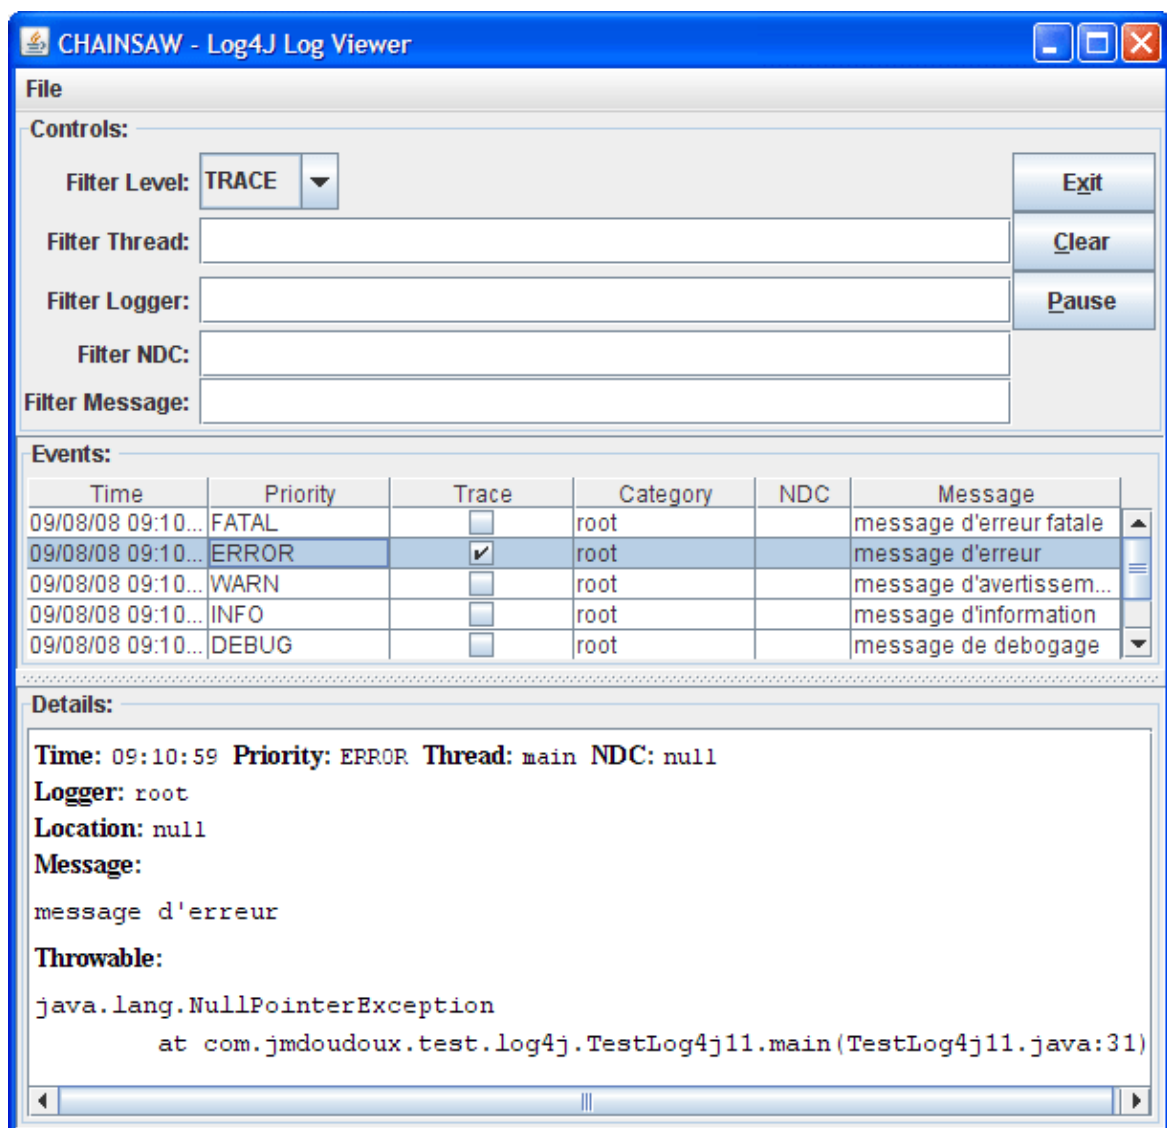 CHAINSAW - Log4J Log Viewer
File
Controls:
Filter Level: TRACE Exit
Filter Thread: Clear
Filter Logger: Pause
Filter NDC:
Filter Message:
Events:
Time Priority Trace Category NDC Message
09/08/08 09:10... FATAL root message d'erreur fatale
09/08/08 09:10... ERROR root message d'erreur
09/08/08 09:10... WARN root message d'avertissem...
09/08/08 09:10... INFO root message d'information
09/08/08 09:10... DEBUG root message de debogage
Details:
Time: 09:10:59 Priority: ERROR Thread: main NDC: null
Logger: root
Location: null
Message:
message d'erreur
Throwable:
java.lang.NullPointerException
at com.jmdoudoux.test.log4j.TestLog4j11.main(TestLog4j11.java:31)